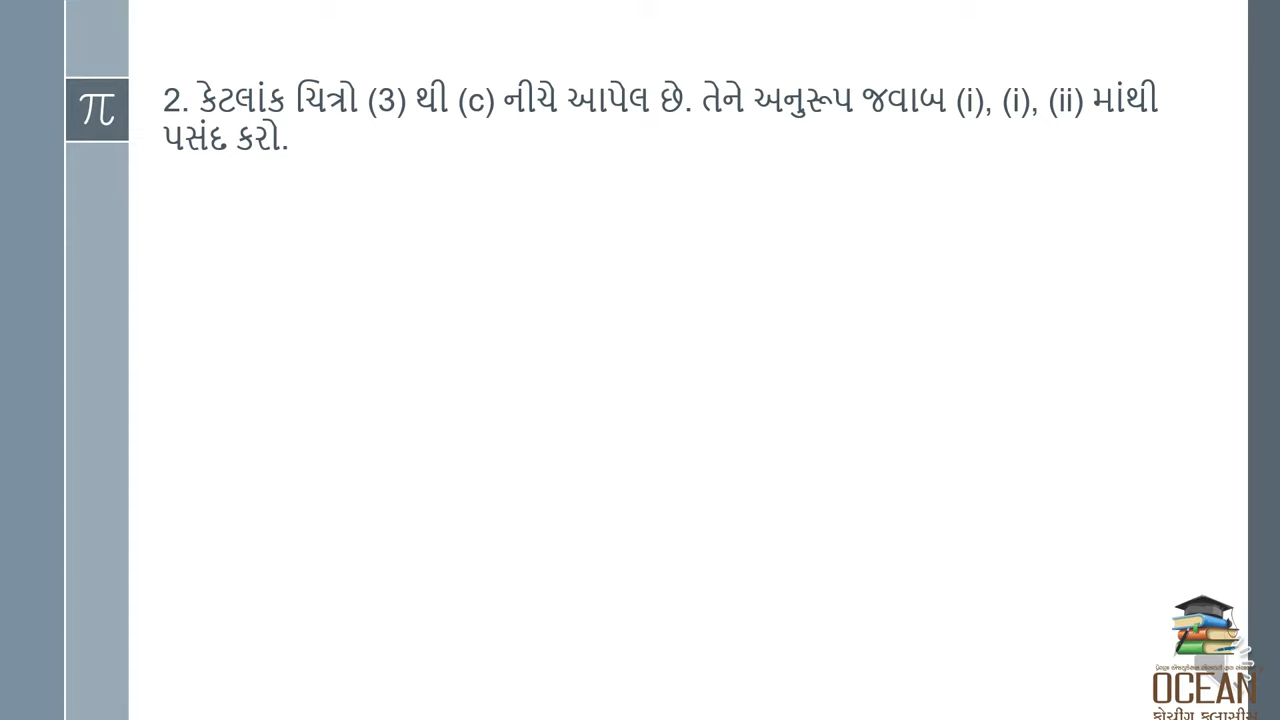 π
2. કેટલાંક ચિત્રો (3) થી (c) નીચે આપેલ છે. તેને અનુરૂપ જવાબ (i), (i), (ii) માંથી
પસંદ કરો.
OCEAN
કોચીંગ ક્લાસીસ